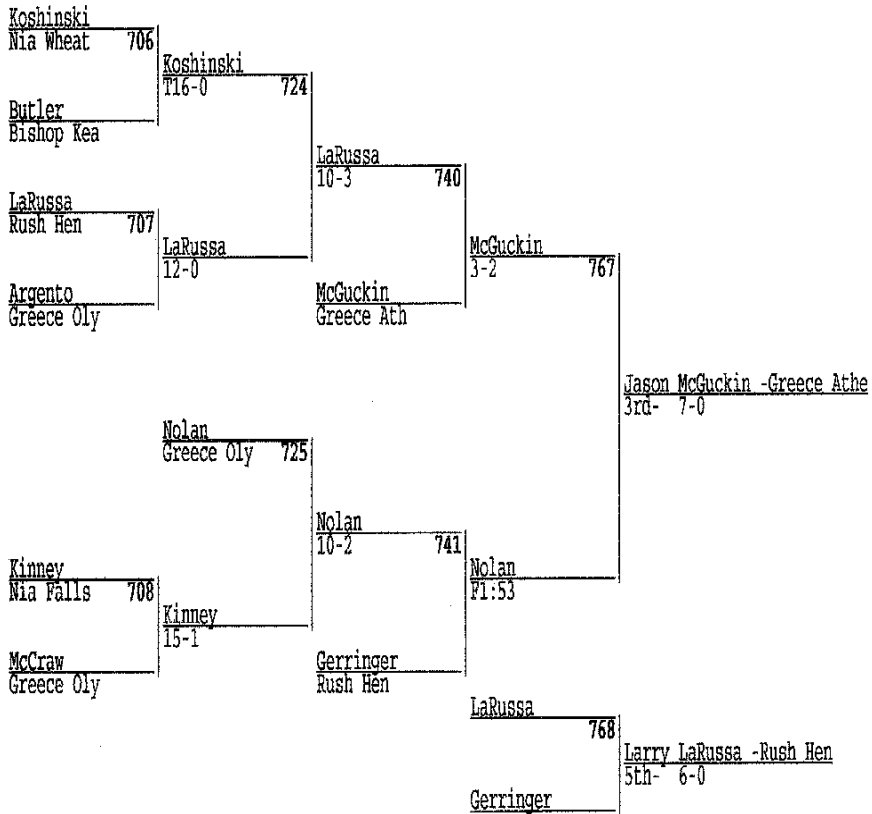 Koshinski
Nia Wheat 706
Koshinski
T16-0 724
Butler
Bishop Kea
LaRussa
10-3 740
LaRussa
Rush Hen 707
LaRussa
12-0
McGuckin
3-2 767
Argento
Greece Oly
McGuckin
Greece Ath
Jason McGuckin -Greece Athe
3rd- 7-0
Nolan
Greece Oly 725
Nolan
10-2 741
Kinney
Nia Falls 708
Nolan
F1:53
Kinney
15-1
McCraw
Greece Oly
Gerringer
Rush Hen
LaRussa
768
Larry LaRussa -Rush Hen
5th- 6-0
Gerringer